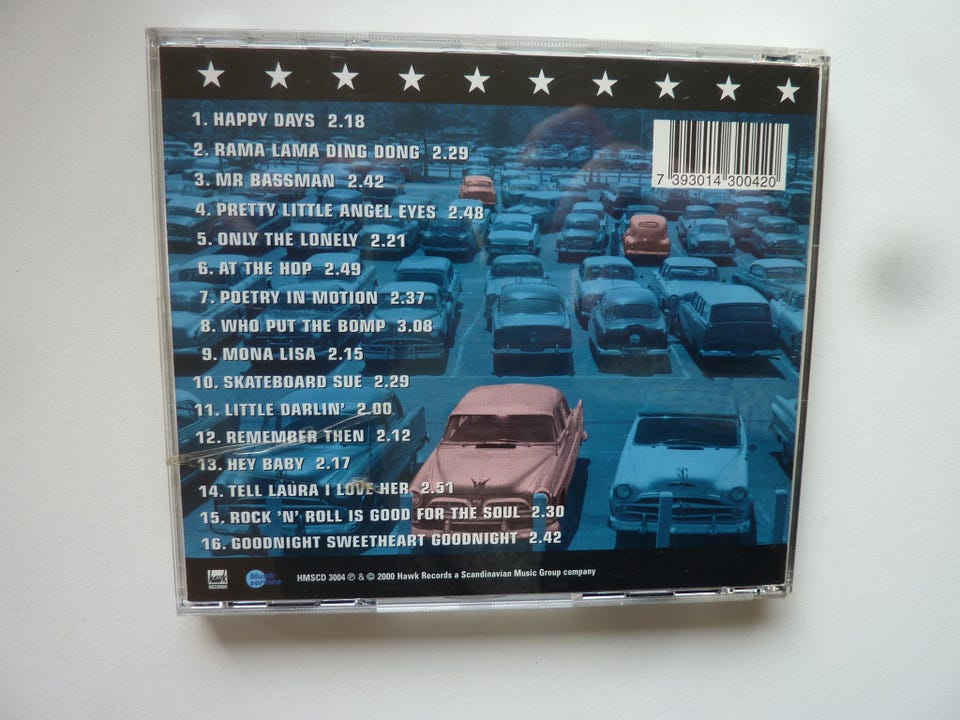 1. HAPPY DAYS 2.18
2. RAMA LAMA DING DONG 2.29
3. MR BASSMAN 2.42
4. PRETTY LITTLE ANGEL EYES 2.48
5. ONLY THE LONELY 2.21
6. AT THE HOP 2.49
7. POETRY IN MOTION 2.37
8. WHO PUT THE BOMP 3.08
9. MONA LISA 2.15
10. SKATEBOARD SUE 2.29
11. LITTLE DARLIN' 2.00
12. REMEMBER THEN 2.12
13. HEY BABY 2.17
14. TELL LAURA I LOVE HER 2.51
15. ROCK 'N' ROLL IS GOOD FOR THE SOUL 2.30
16. GOODNIGHT SWEETHEART GOODNIGHT 2.42
7 393014 300420
Hawk RECORDS
Musik service
HMSCD 3004 ℗ & © 2000 Hawk Records a Scandinavian Music Group company